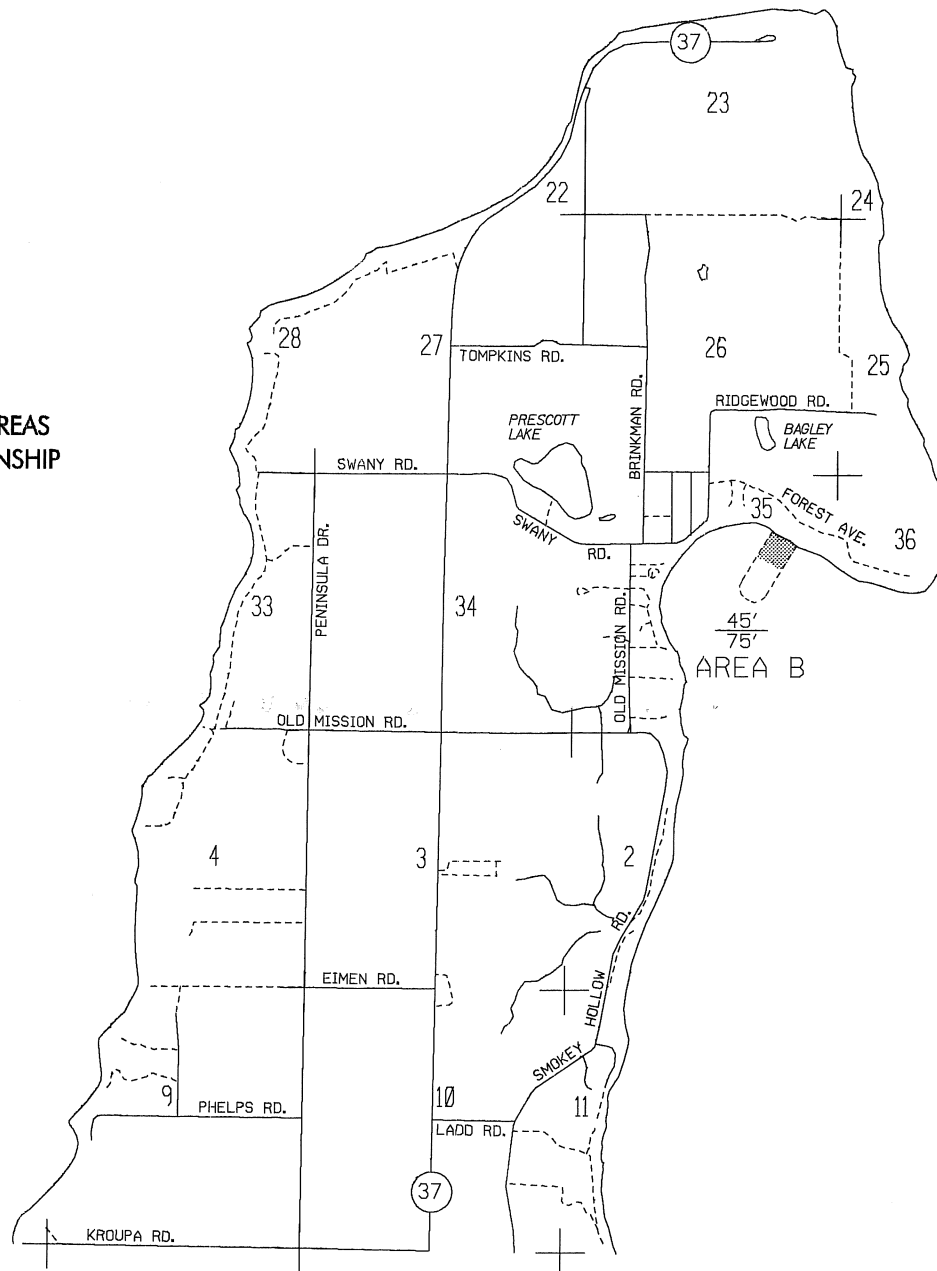 37
23
22
24
28
27
TOMPKINS RD.
26
25
RIDGEWOOD RD.
REAS
NSHIP
PRESCOTT
LAKE
BRINKMAN RD.
BAGLEY
LAKE
SWANY RD.
SWANY
RD.
35
FOREST AVE.
36
PENINSULA DR.
33
34
OLD MISSION RD.
45'
75'
AREA B
OLD MISSION RD.
4
3
2
RD.
EIMEN RD.
HOLLOW
SMOKEY
9
PHELPS RD.
10
11
LADD RD.
37
KROUPA RD.